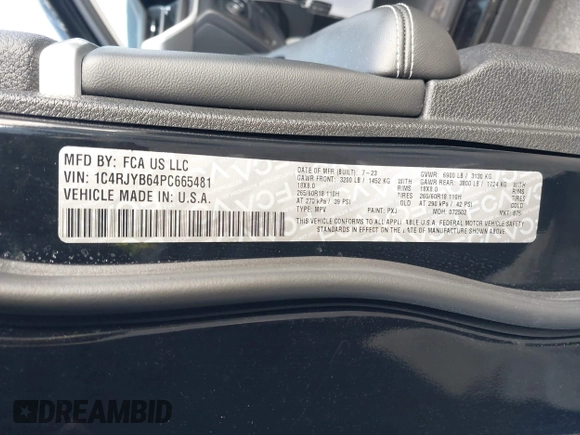 MFD BY: FCA US LLC
VIN: 1C4RJYB64PC665481
VEHICLE MADE IN: U.S.A.
DATE OF MFR (BUILT): 7-23
GVWR: 6900 LB / 3130 KG
GAWR FRONT: 3200 LB / 1452 KG
GAWR REAR: 3800 LB / 1724 KG
18X8.0 RIMS 18X8.0 RIMS
265/60R18 110H TIRES 265/60R18 110H TIRES
AT 270 kPa / 39 PSI COLD AT 290 kPa / 42 PSI COLD
TYPE: MPV PAINT: PXJ MDH: 072502
THIS VEHICLE CONFORMS TO ALL APPLICABLE U.S.A. FEDERAL MOTOR VEHICLE SAFETY
STANDARDS IN EFFECT ON THE DATE OF MANUFACTURE SHOWN ABOVE.
DREAMBID